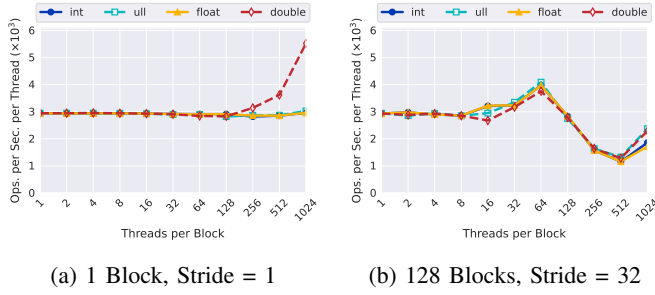 int ull float double
Ops. per Sec. per Thread (×10³)
6
5
4
3
2
1
0
1 2 4 8 16 32 64 128 256 512 1024
Threads per Block
(a) 1 Block, Stride = 1
int ull float double
Ops. per Sec. per Thread (×10³)
6
5
4
3
2
1
0
1 2 4 8 16 32 64 128 256 512 1024
Threads per Block
(b) 128 Blocks, Stride = 32